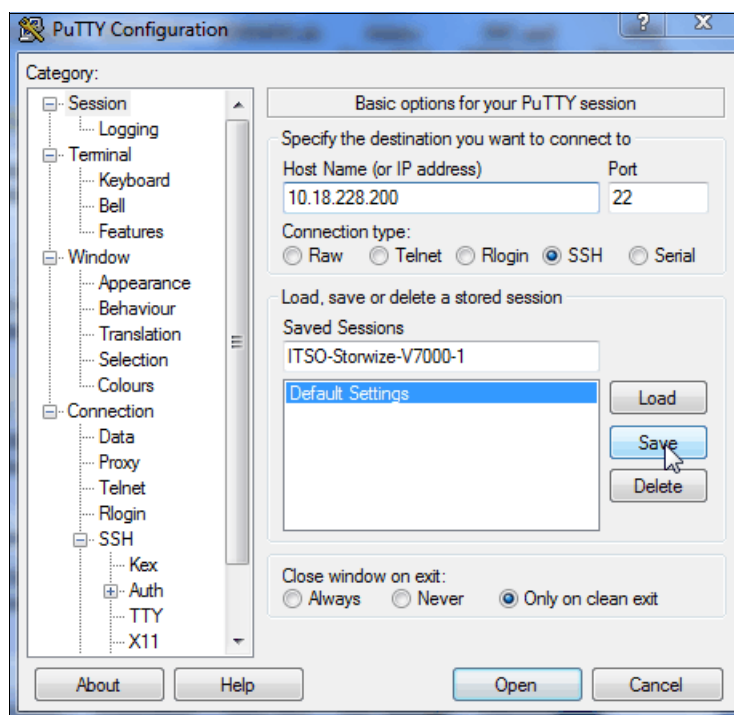 PuTTY Configuration
?
X
Category:
Session
Logging
Terminal
Keyboard
Bell
Features
Window
Appearance
Behaviour
Translation
Selection
Colours
Connection
Data
Proxy
Telnet
Rlogin
SSH
Kex
Auth
TTY
X11
Basic options for your PuTTY session
Specify the destination you want to connect to
Host Name (or IP address) Port
10.18.228.200 22
Connection type:
Raw Telnet Rlogin SSH Serial
Load, save or delete a stored session
Saved Sessions
ITSO-Storwize-V7000-1
Default Settings
Load
Save
Delete
Close window on exit:
Always Never Only on clean exit
About Help Open Cancel